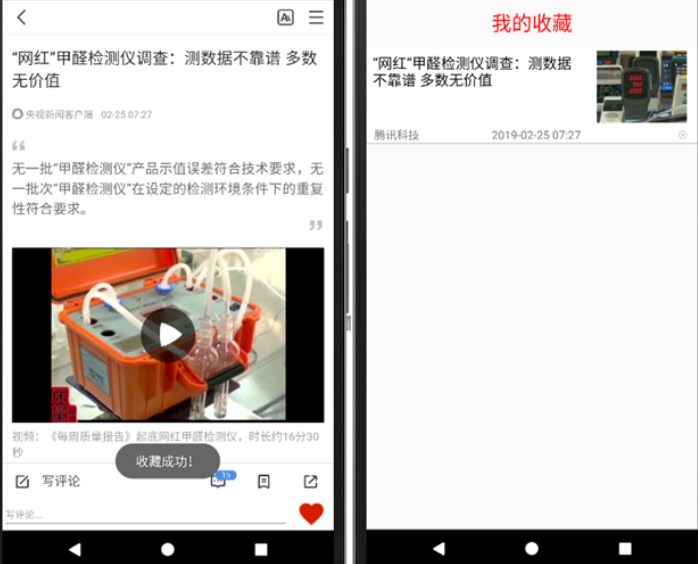 “网红”甲醛检测仪调查：测数据不靠谱 多数
无价值
央视新闻客户端 02-25 07:27
无一批“甲醛检测仪”产品示值误差符合技术要求，无
一批次“甲醛检测仪”在设定的检测环境条件下的重复
性符合要求。
质量
视频：《每周质量报告》起底网红甲醛检测仪，时长约16分30
秒
收藏成功！
写评论
15
写评论...
我的收藏
“网红”甲醛检测仪调查：测数据
不靠谱 多数无价值
腾讯科技 2019-02-25 07:27